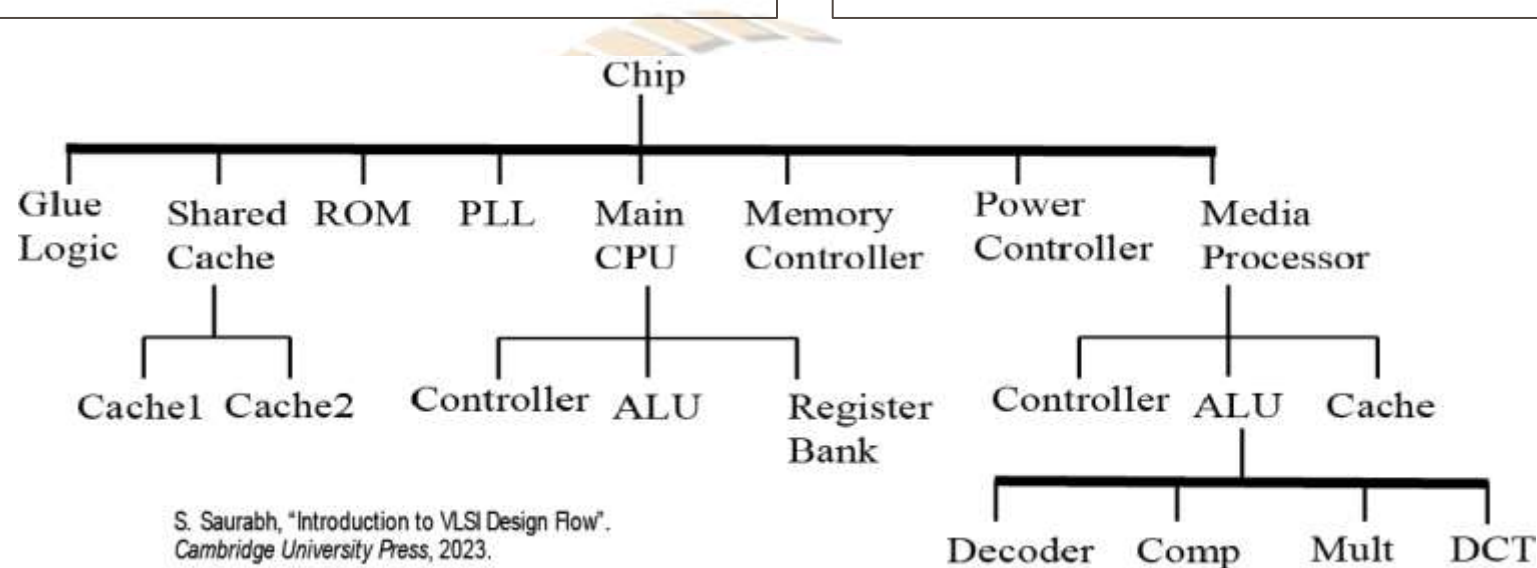 Chip
Glue
Logic
Shared
Cache
ROM
PLL
Main
CPU
Memory
Controller
Power
Controller
Media
Processor
Cache1
Cache2
Controller
ALU
Register
Bank
Controller
ALU
Cache
Decoder
Comp
Mult
DCT
S. Saurabh, “Introduction to VLSI Design Flow”.
Cambridge University Press, 2023.